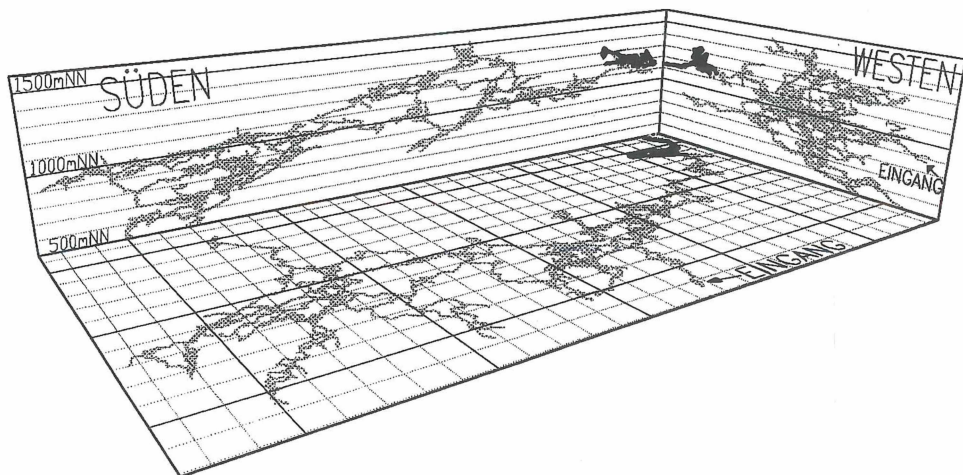 1500mNN
SÜDEN
WESTEN
1000mNN
EINGANG
500mNN
EINGANG